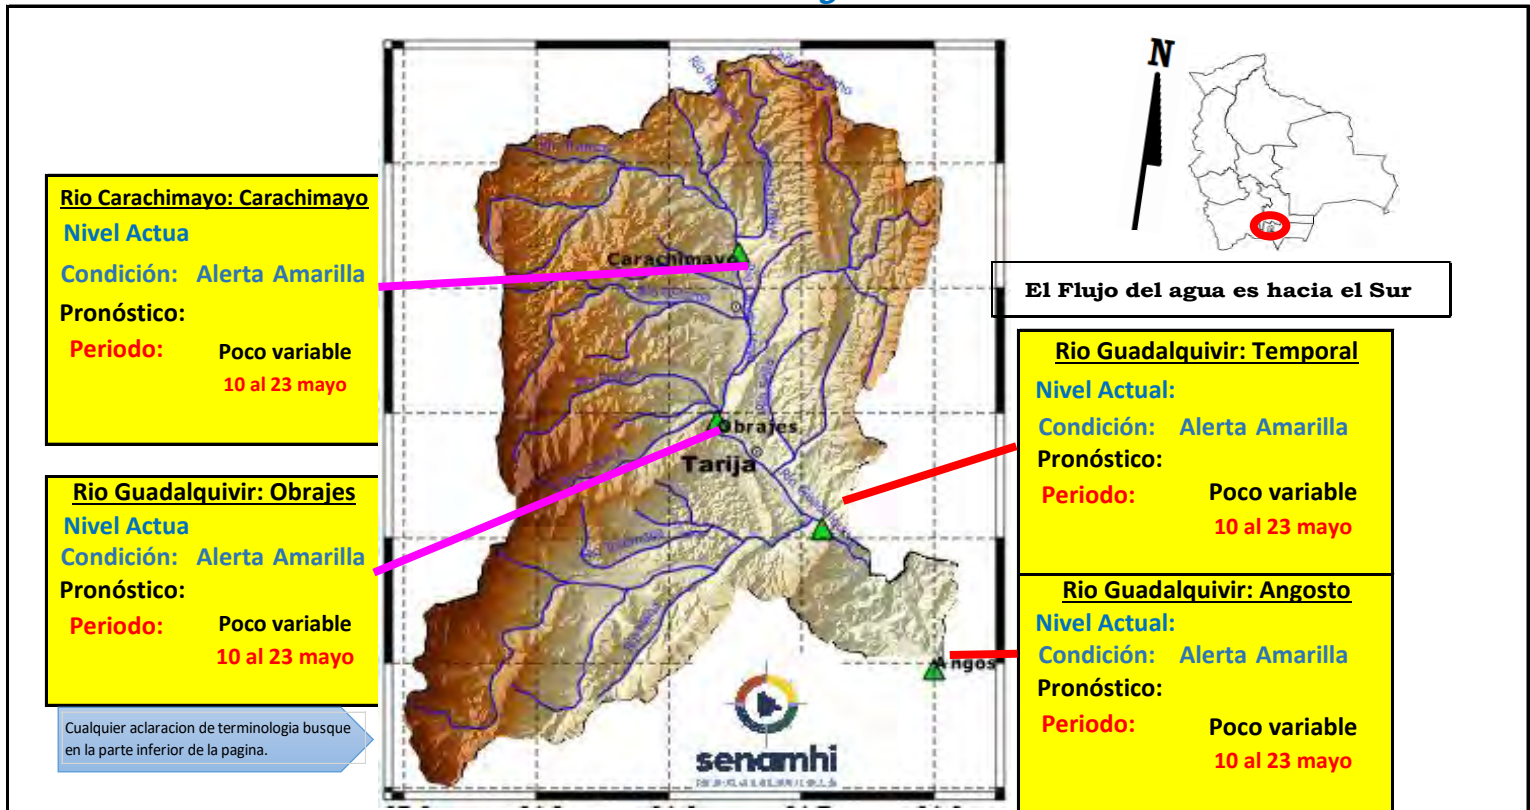 Rio Carachimayo: Carachimayo
Nivel Actua
Condición: Alerta Amarilla
Pronóstico:
Periodo: Poco variable
10 al 23 mayo
Rio Guadalquivir: Obrajes
Nivel Actua
Condición: Alerta Amarilla
Pronóstico:
Periodo: Poco variable
10 al 23 mayo
Cualquier aclaracion de terminologia busque
en la parte inferior de la pagina.
Carachimayo
Obrajes
Tarija
Angos
senamhi
N
El Flujo del agua es hacia el Sur
Rio Guadalquivir: Temporal
Nivel Actual:
Condición: Alerta Amarilla
Pronóstico:
Periodo: Poco variable
10 al 23 mayo
Rio Guadalquivir: Angosto
Nivel Actual:
Condición: Alerta Amarilla
Pronóstico:
Periodo: Poco variable
10 al 23 mayo